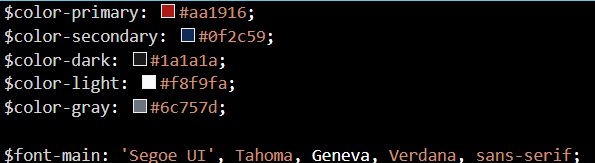 $color-primary: #aa1916;
$color-secondary: #0f2c59;
$color-dark: #1a1a1a;
$color-light: #f8f9fa;
$color-gray: #6c757d;
$font-main: 'Segoe UI', Tahoma, Geneva, Verdana, sans-serif;